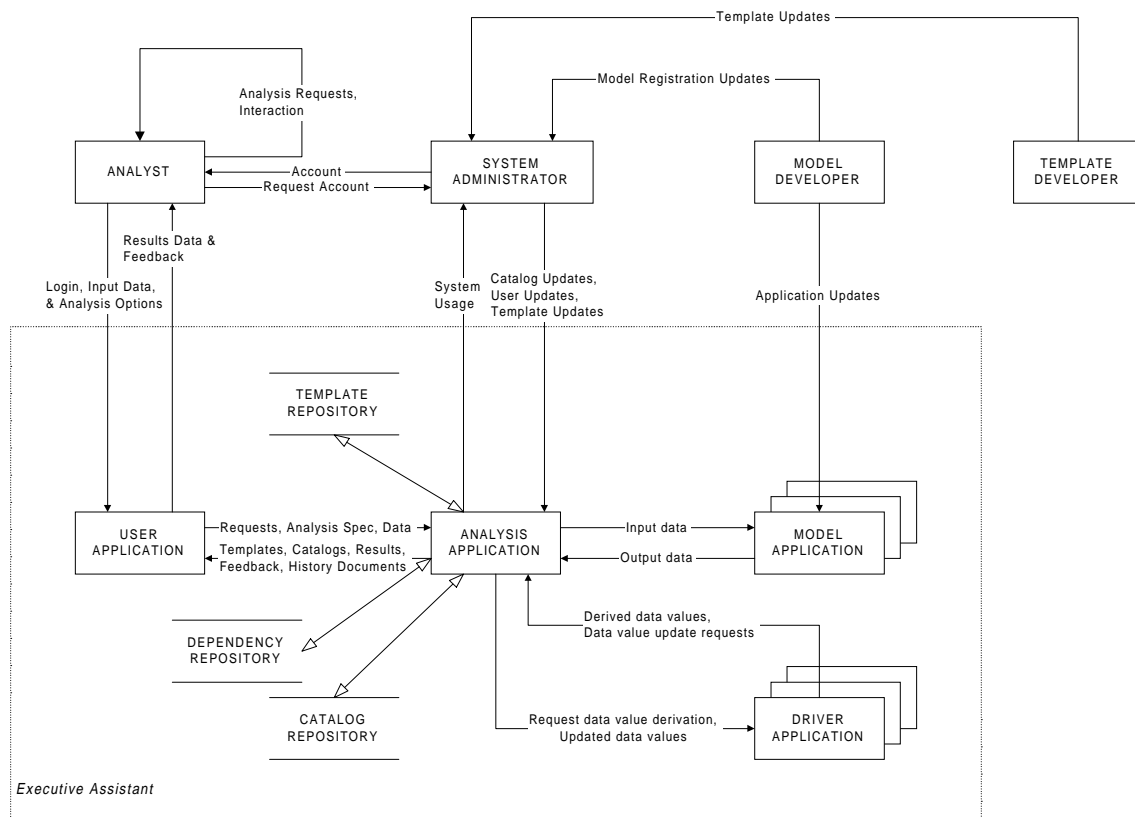 Template Updates
Model Registration Updates
Analysis Requests,
Interaction
ANALYST
SYSTEM
ADMINISTRATOR
MODEL
DEVELOPER
TEMPLATE
DEVELOPER
Account
Request Account
Results Data &
Feedback
Login, Input Data,
& Analysis Options
System
Usage
Catalog Updates,
User Updates,
Template Updates
Application Updates
TEMPLATE
REPOSITORY
USER
APPLICATION
Requests, Analysis Spec, Data
Templates, Catalogs, Results,
Feedback, History Documents
ANALYSIS
APPLICATION
Input data
Output data
MODEL
APPLICATION
Derived data values,
Data value update requests
DEPENDENCY
REPOSITORY
CATALOG
REPOSITORY
Request data value derivation,
Updated data values
DRIVER
APPLICATION
Executive Assistant